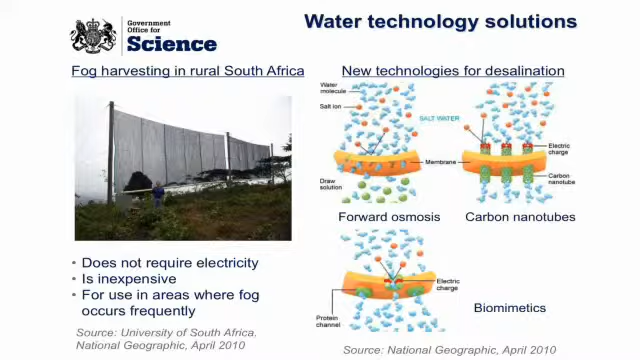 Government
Office for
Science
Water technology solutions
Fog harvesting in rural South Africa
• Does not require electricity
• Is inexpensive
• For use in areas where fog
occurs frequently
Source: University of South Africa,
National Geographic, April 2010
New technologies for desalination
Water
molecule
Salt ion
SALT WATER
Membrane
Draw
solution
Electric
charge
Carbon
nanotube
Forward osmosis
Carbon nanotubes
Electric
charge
Protein
channel
Biomimetics
Source: National Geographic, April 2010